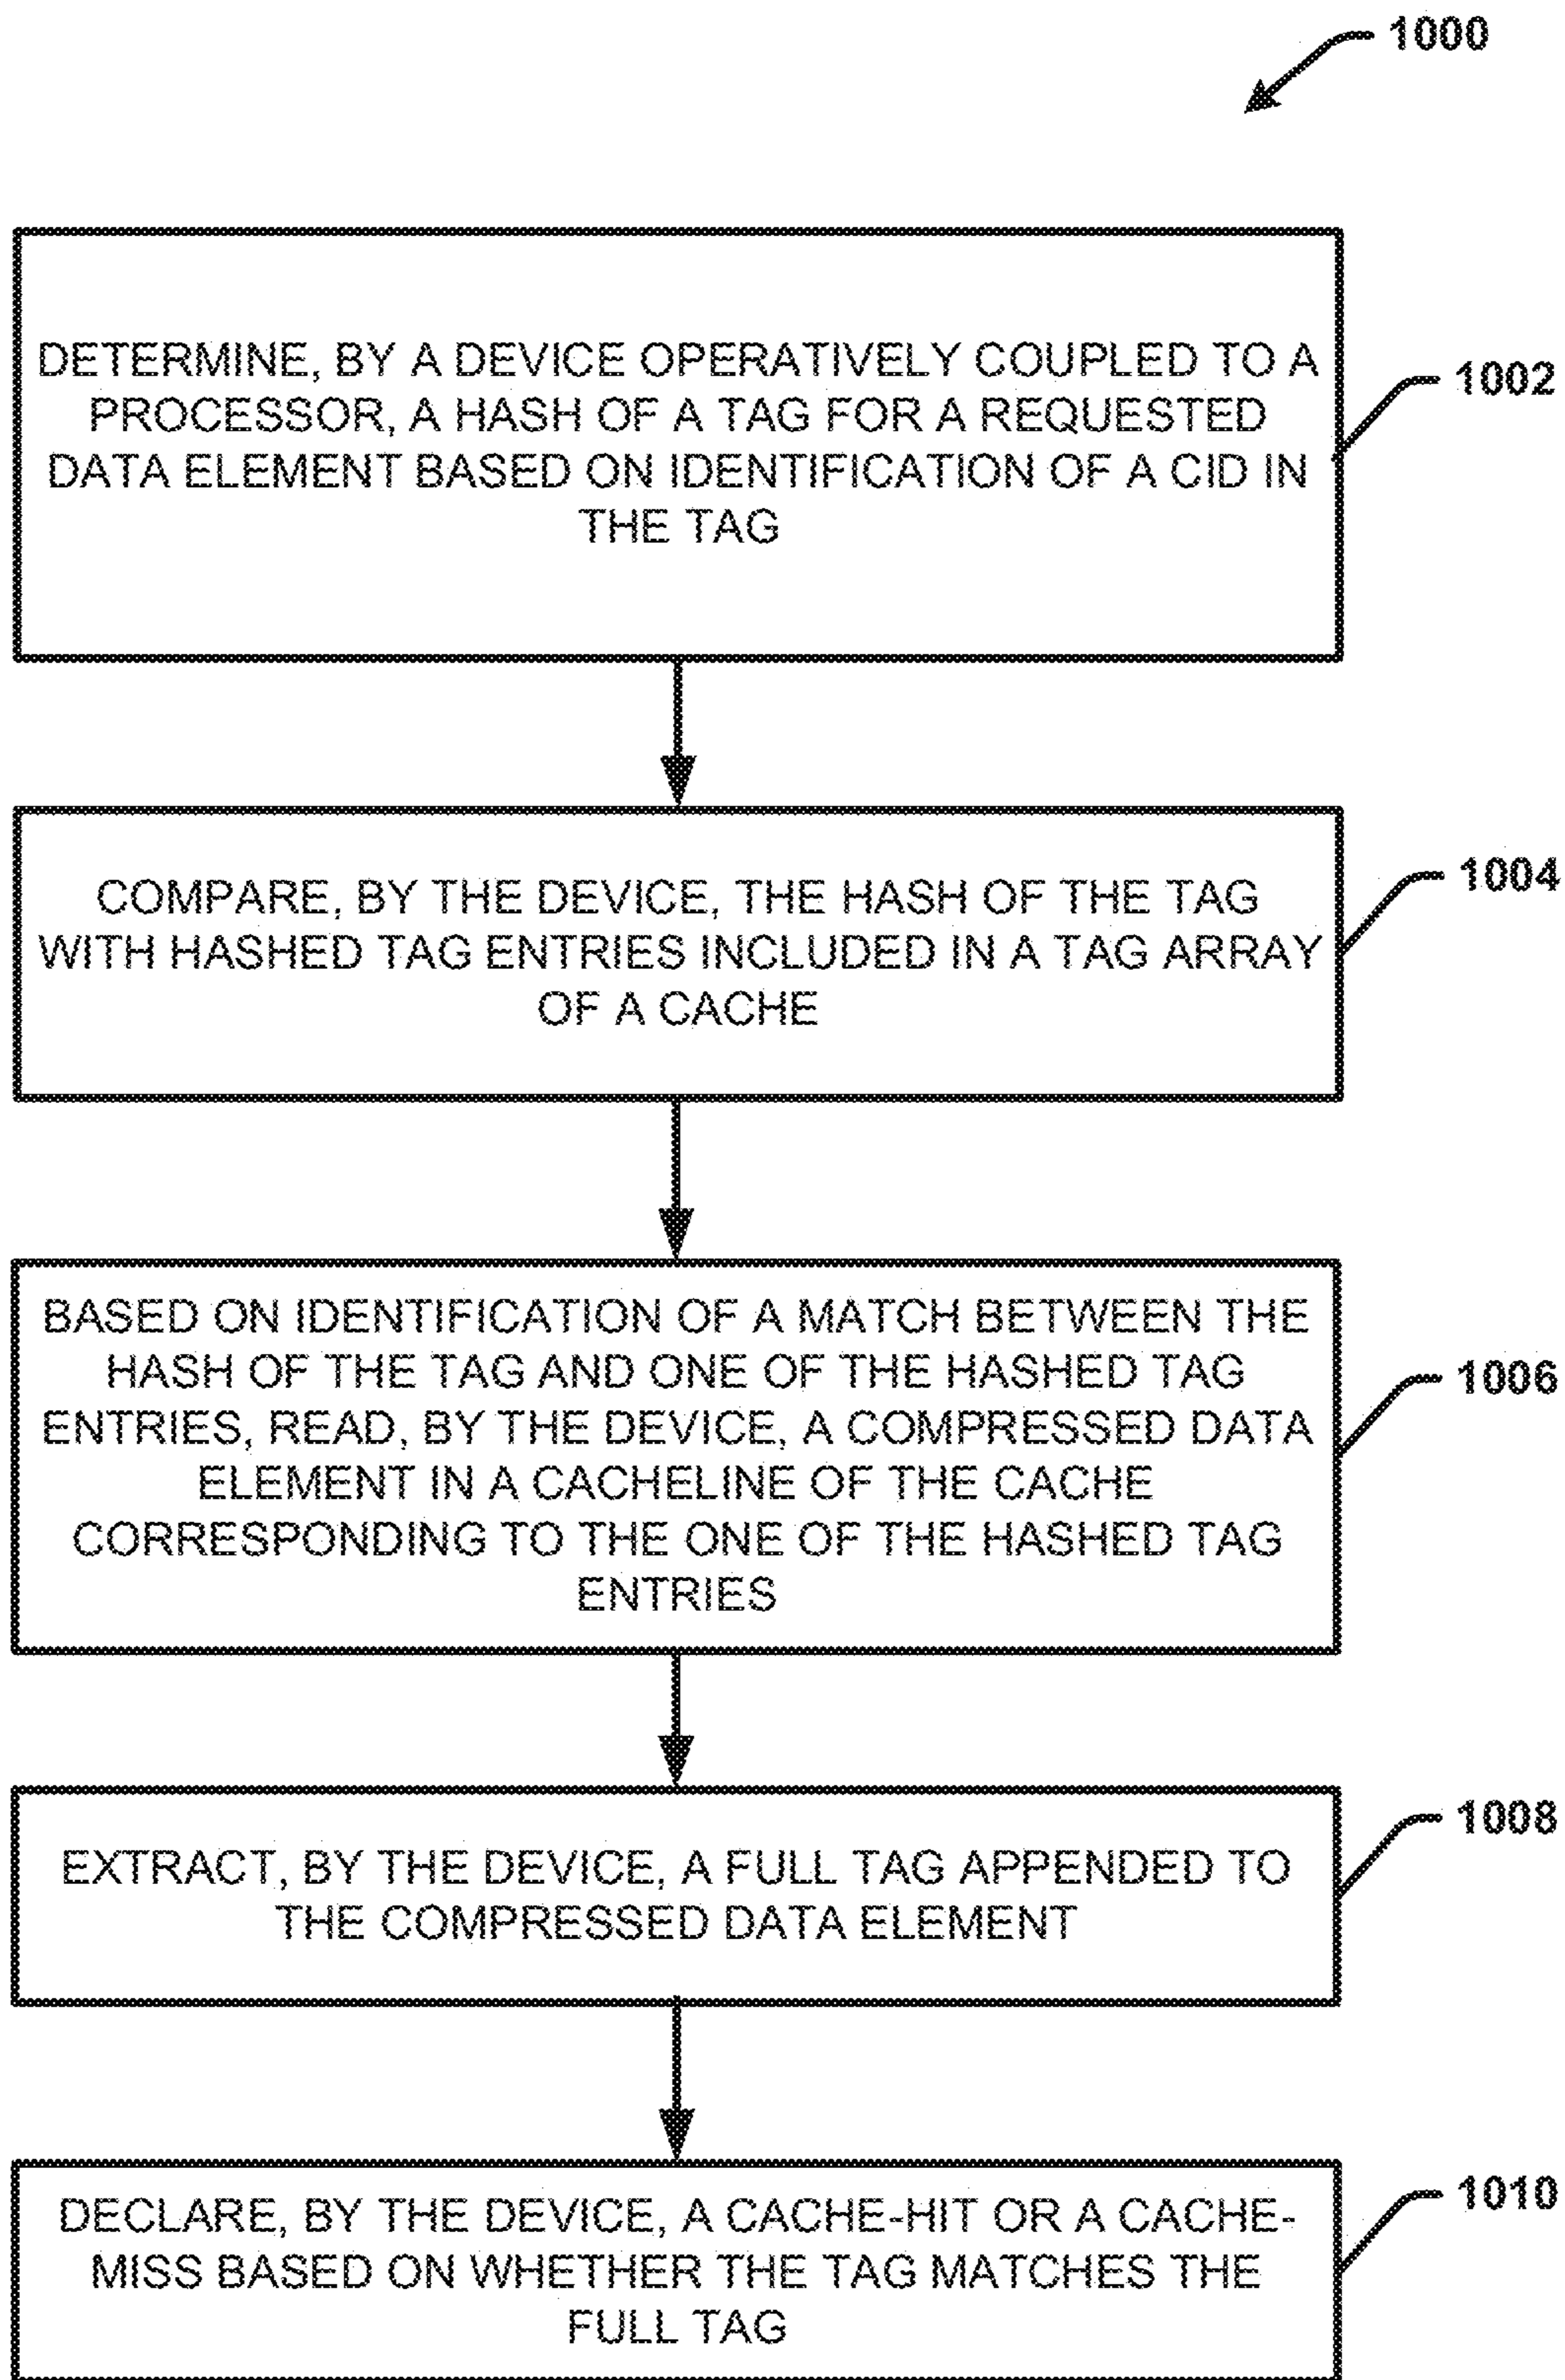 1000
DETERMINE, BY A DEVICE OPERATIVELY COUPLED TO A
PROCESSOR, A HASH OF A TAG FOR A REQUESTED
DATA ELEMENT BASED ON IDENTIFICATION OF A CID IN
THE TAG
1002
COMPARE, BY THE DEVICE, THE HASH OF THE TAG
WITH HASHED TAG ENTRIES INCLUDED IN A TAG ARRAY
OF A CACHE
1004
BASED ON IDENTIFICATION OF A MATCH BETWEEN THE
HASH OF THE TAG AND ONE OF THE HASHED TAG
ENTRIES, READ, BY THE DEVICE, A COMPRESSED DATA
ELEMENT IN A CACHELINE OF THE CACHE
CORRESPONDING TO THE ONE OF THE HASHED TAG
ENTRIES
1006
EXTRACT, BY THE DEVICE, A FULL TAG APPENDED TO
THE COMPRESSED DATA ELEMENT
1008
DECLARE, BY THE DEVICE, A CACHE-HIT OR A CACHE-
MISS BASED ON WHETHER THE TAG MATCHES THE
FULL TAG
1010